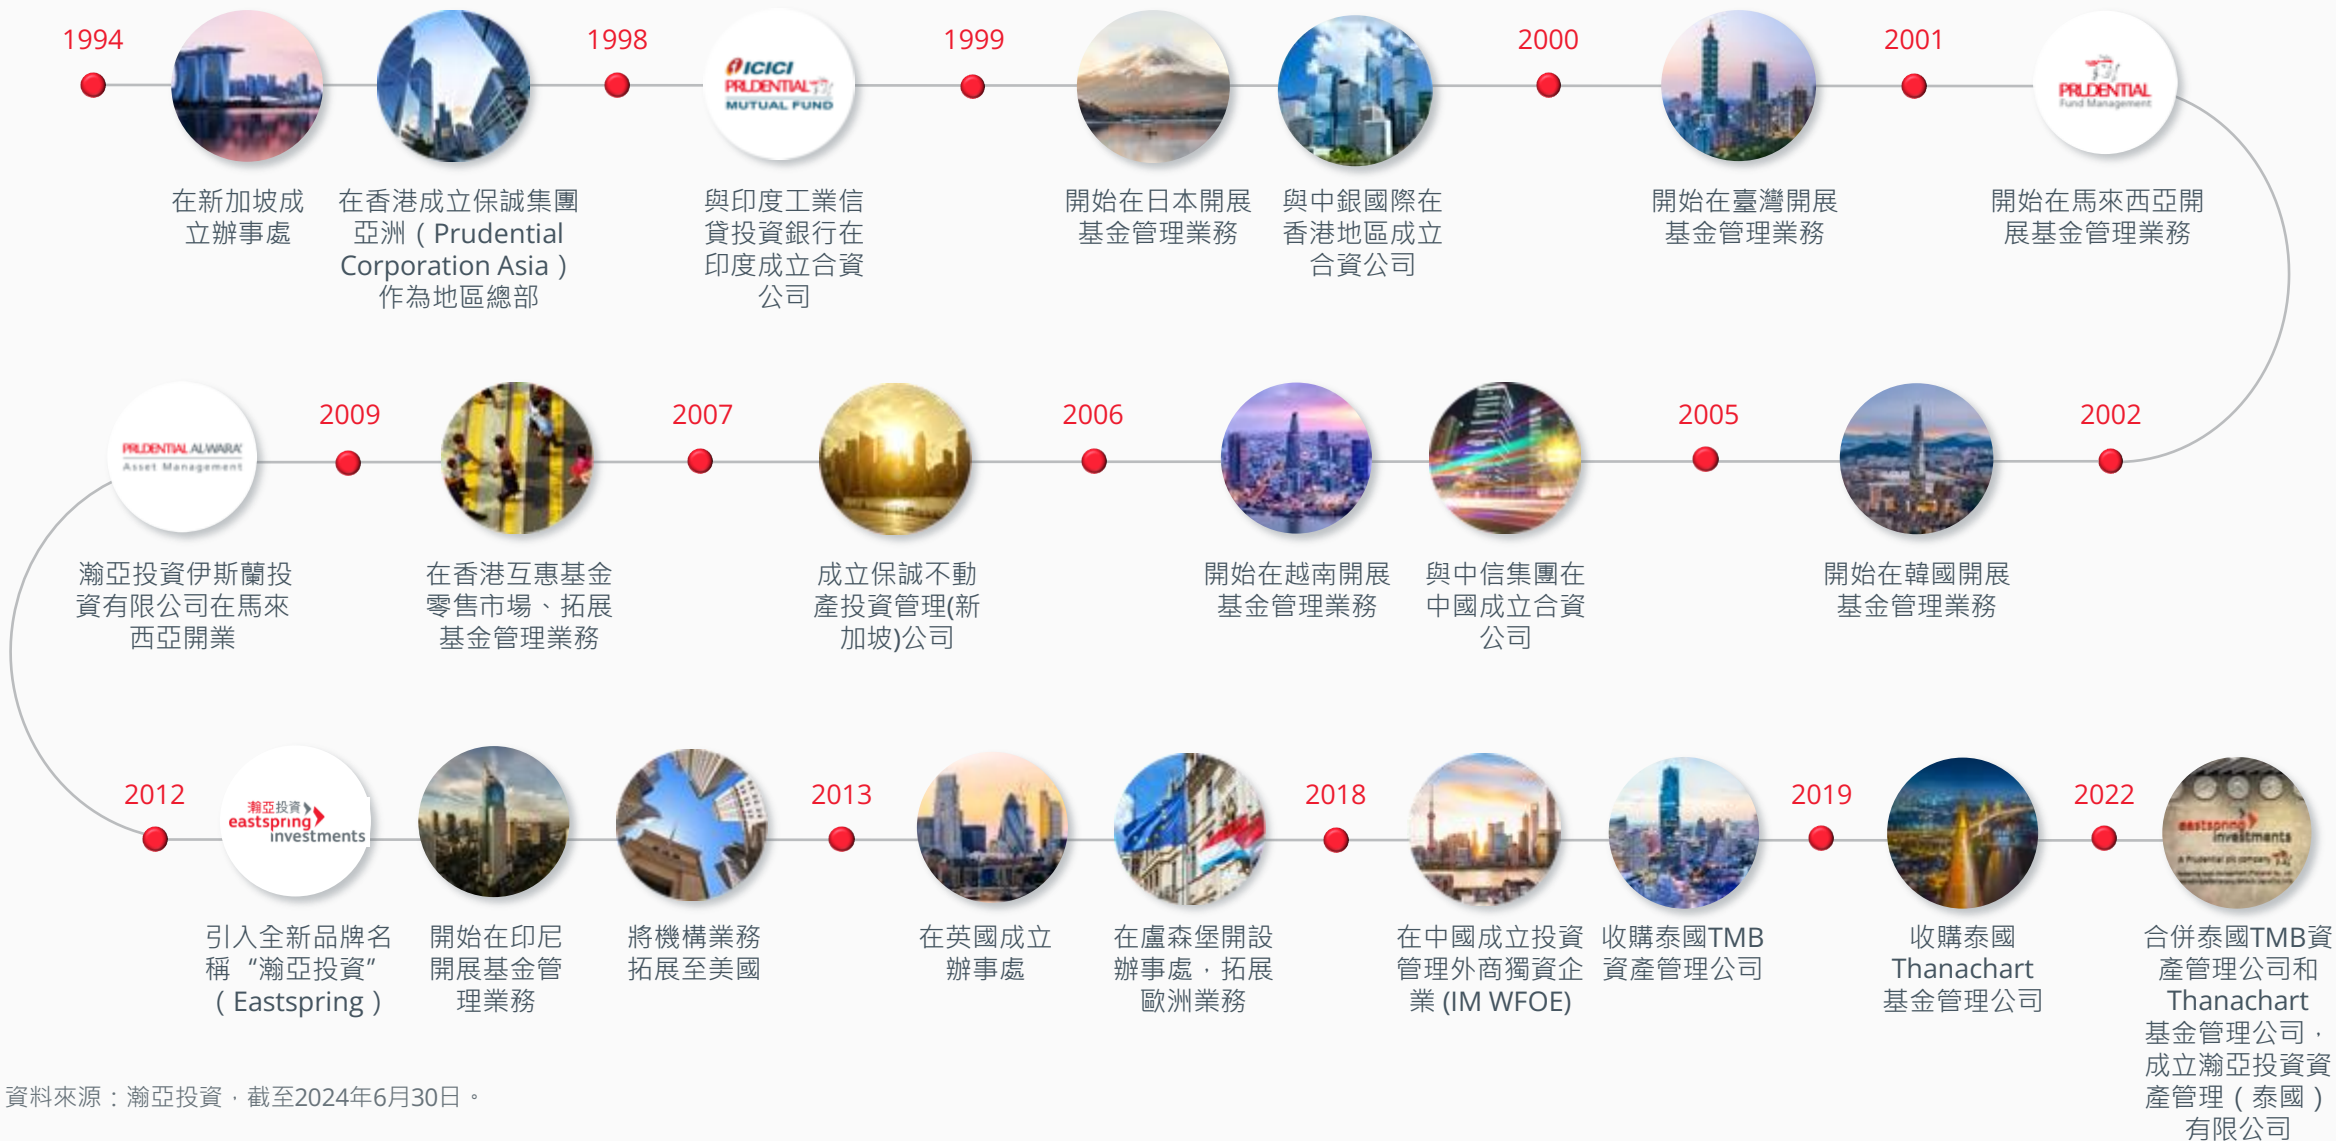 1994
在新加坡成
立辦事處
在香港成立保誠集團
亞洲（Prudential
Corporation Asia）
作為地區總部
1998
ICICI
PRUDENTIAL
MUTUAL FUND
與印度工業信
貸投資銀行在
印度成立合資
公司
1999
開始在日本開展
基金管理業務
與中銀國際在
香港地區成立
合資公司
2000
開始在臺灣開展
基金管理業務
2001
PRUDENTIAL
Fund Management
開始在馬來西亞開
展基金管理業務
2002
開始在韓國開展
基金管理業務
2005
與中信集團在
中國成立合資
公司
開始在越南開展
基金管理業務
2006
成立保誠不動
產投資管理(新
加坡)公司
2007
在香港互惠基金
零售市場、拓展
基金管理業務
2009
PRUDENTIAL AL-WARA'
Asset Management
瀚亞投資伊斯蘭投
資有限公司在馬來
西亞開業
2012
瀚亞投資
eastspring
investments
引入全新品牌名
稱“瀚亞投資”
（Eastspring）
開始在印尼
開展基金管
理業務
將機構業務
拓展至美國
2013
在英國成立
辦事處
在盧森堡開設
辦事處，拓展
歐洲業務
2018
在中國成立投資
管理外商獨資企
業 (IM WFOE)
收購泰國TMB
資產管理公司
2019
收購泰國
Thanachart
基金管理公司
2022
eastspring
investments
A Prudential plc company
合併泰國TMB資
產管理公司和
Thanachart
基金管理公司，
成立瀚亞投資資
產管理（泰國）
有限公司
資料來源：瀚亞投資，截至2024年6月30日。